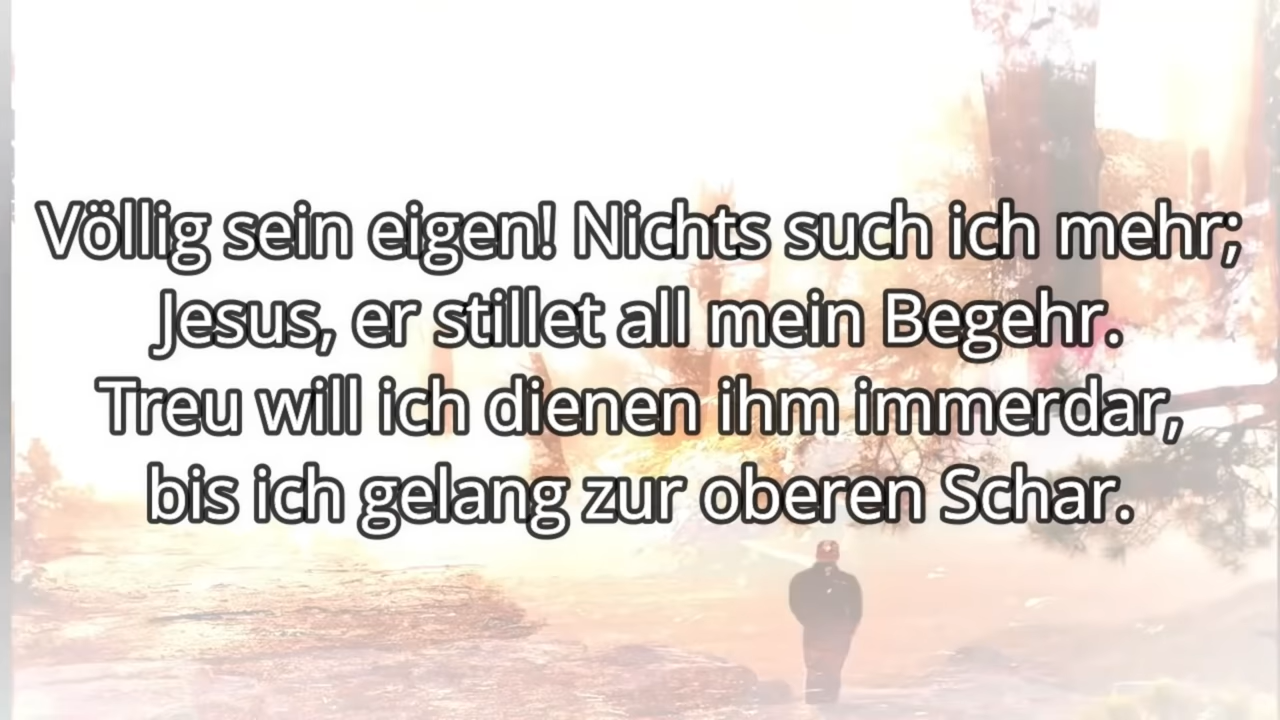 Völlig sein eigen! Nichts such ich mehr;
Jesus, er stillet all mein Begehr.
Treu will ich dienen ihm immerdar,
bis ich gelang zur oberen Schar.